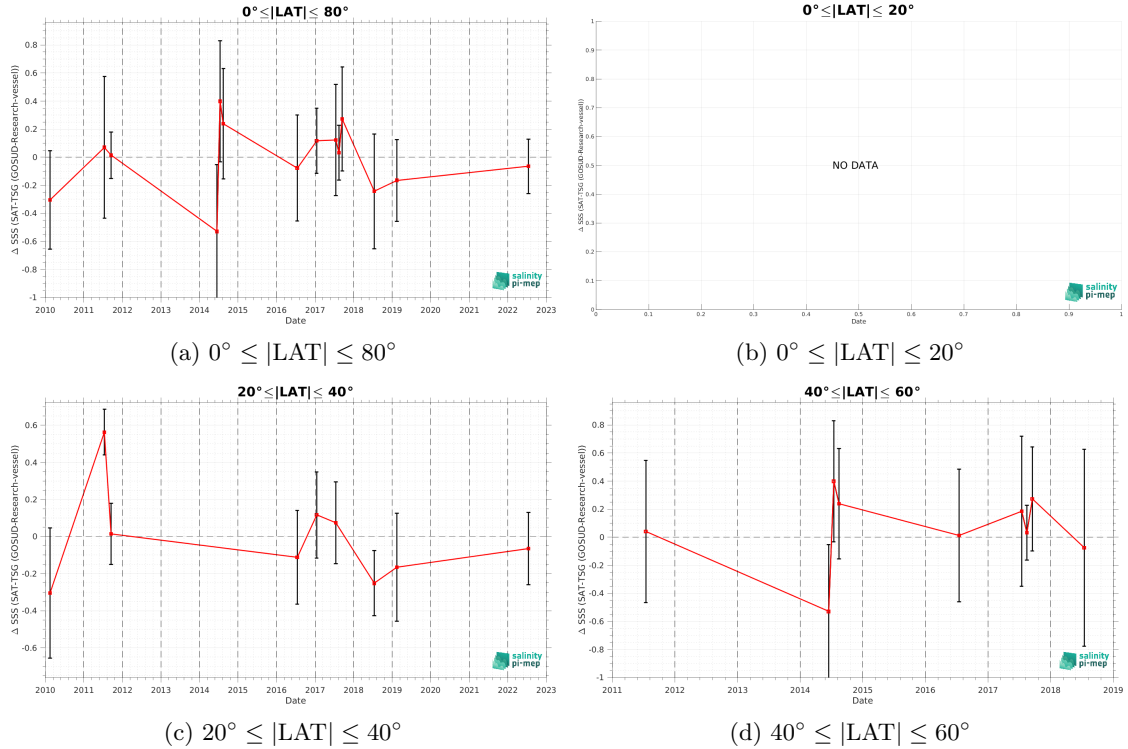 0°≤|LAT|≤ 80°
Δ SSS (SAT-TSG (GOSUD-Research-vessel))
0.8
0.6
0.4
0.2
0
-0.2
-0.4
-0.6
-0.8
-1
2010 2011 2012 2013 2014 2015 2016 2017 2018 2019 2020 2021 2022 2023
Date
salinity
pi-mep
(a) 0° ≤ |LAT| ≤ 80°
0°≤|LAT|≤ 20°
Δ SSS (SAT-TSG (GOSUD-Research-vessel))
1
0.9
0.8
0.7
0.6
0.5
0.4
0.3
0.2
0.1
0
NO DATA
0 0.1 0.2 0.3 0.4 0.5 0.6 0.7 0.8 0.9 1
Date
salinity
pi-mep
(b) 0° ≤ |LAT| ≤ 20°
20°≤|LAT|≤ 40°
Δ SSS (SAT-TSG (GOSUD-Research-vessel))
0.6
0.4
0.2
0
-0.2
-0.4
-0.6
2010 2011 2012 2013 2014 2015 2016 2017 2018 2019 2020 2021 2022 2023
Date
salinity
pi-mep
(c) 20° ≤ |LAT| ≤ 40°
40°≤|LAT|≤ 60°
Δ SSS (SAT-TSG (GOSUD-Research-vessel))
0.8
0.6
0.4
0.2
0
-0.2
-0.4
-0.6
-0.8
-1
2011 2012 2013 2014 2015 2016 2017 2018 2019
Date
salinity
pi-mep
(d) 40° ≤ |LAT| ≤ 60°